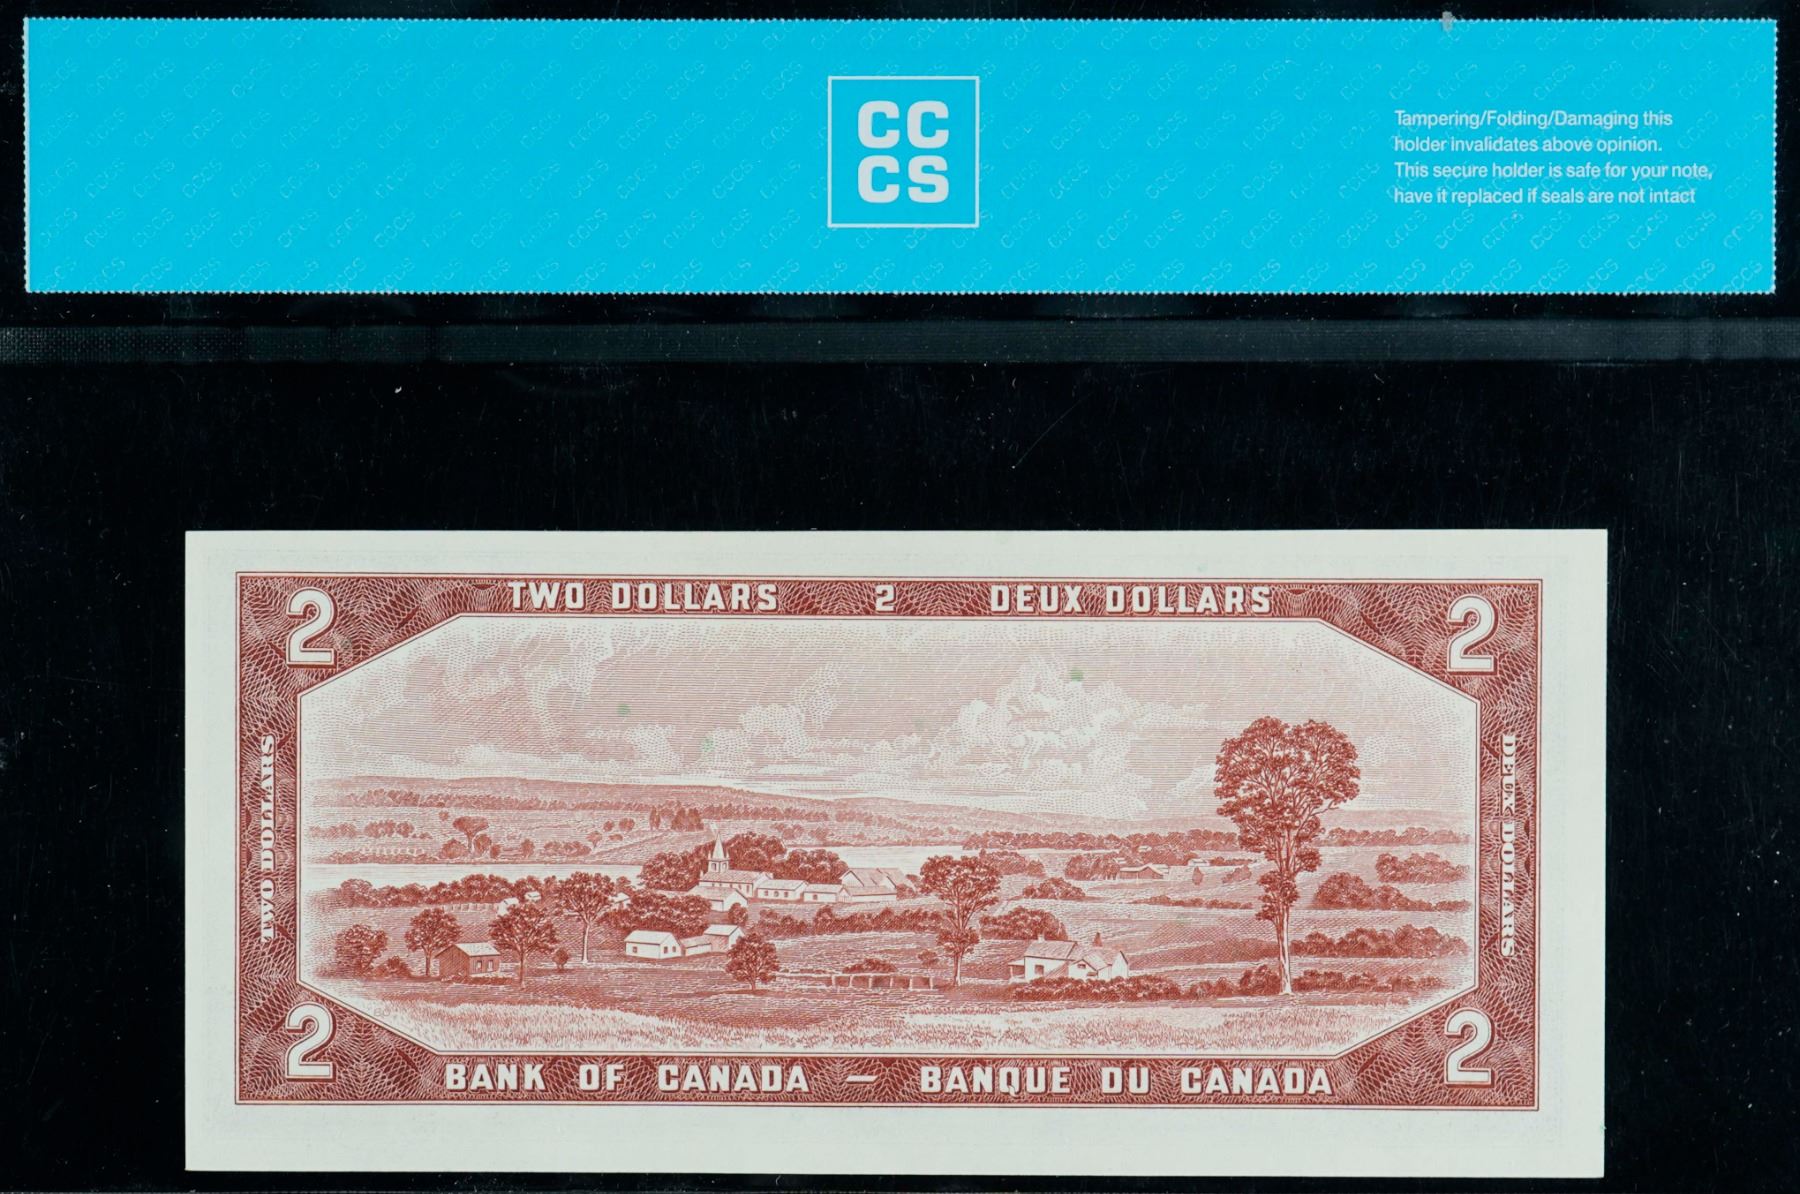 CC
CS
Tampering/Folding/Damaging this
holder invalidates above opinion.
This secure holder is safe for your note,
have it replaced if seals are not intact
2 TWO DOLLARS 2 DEUX DOLLARS 2
TWO DOLLARS
DEUX DOLLARS
2 BANK OF CANADA — BANQUE DU CANADA 2